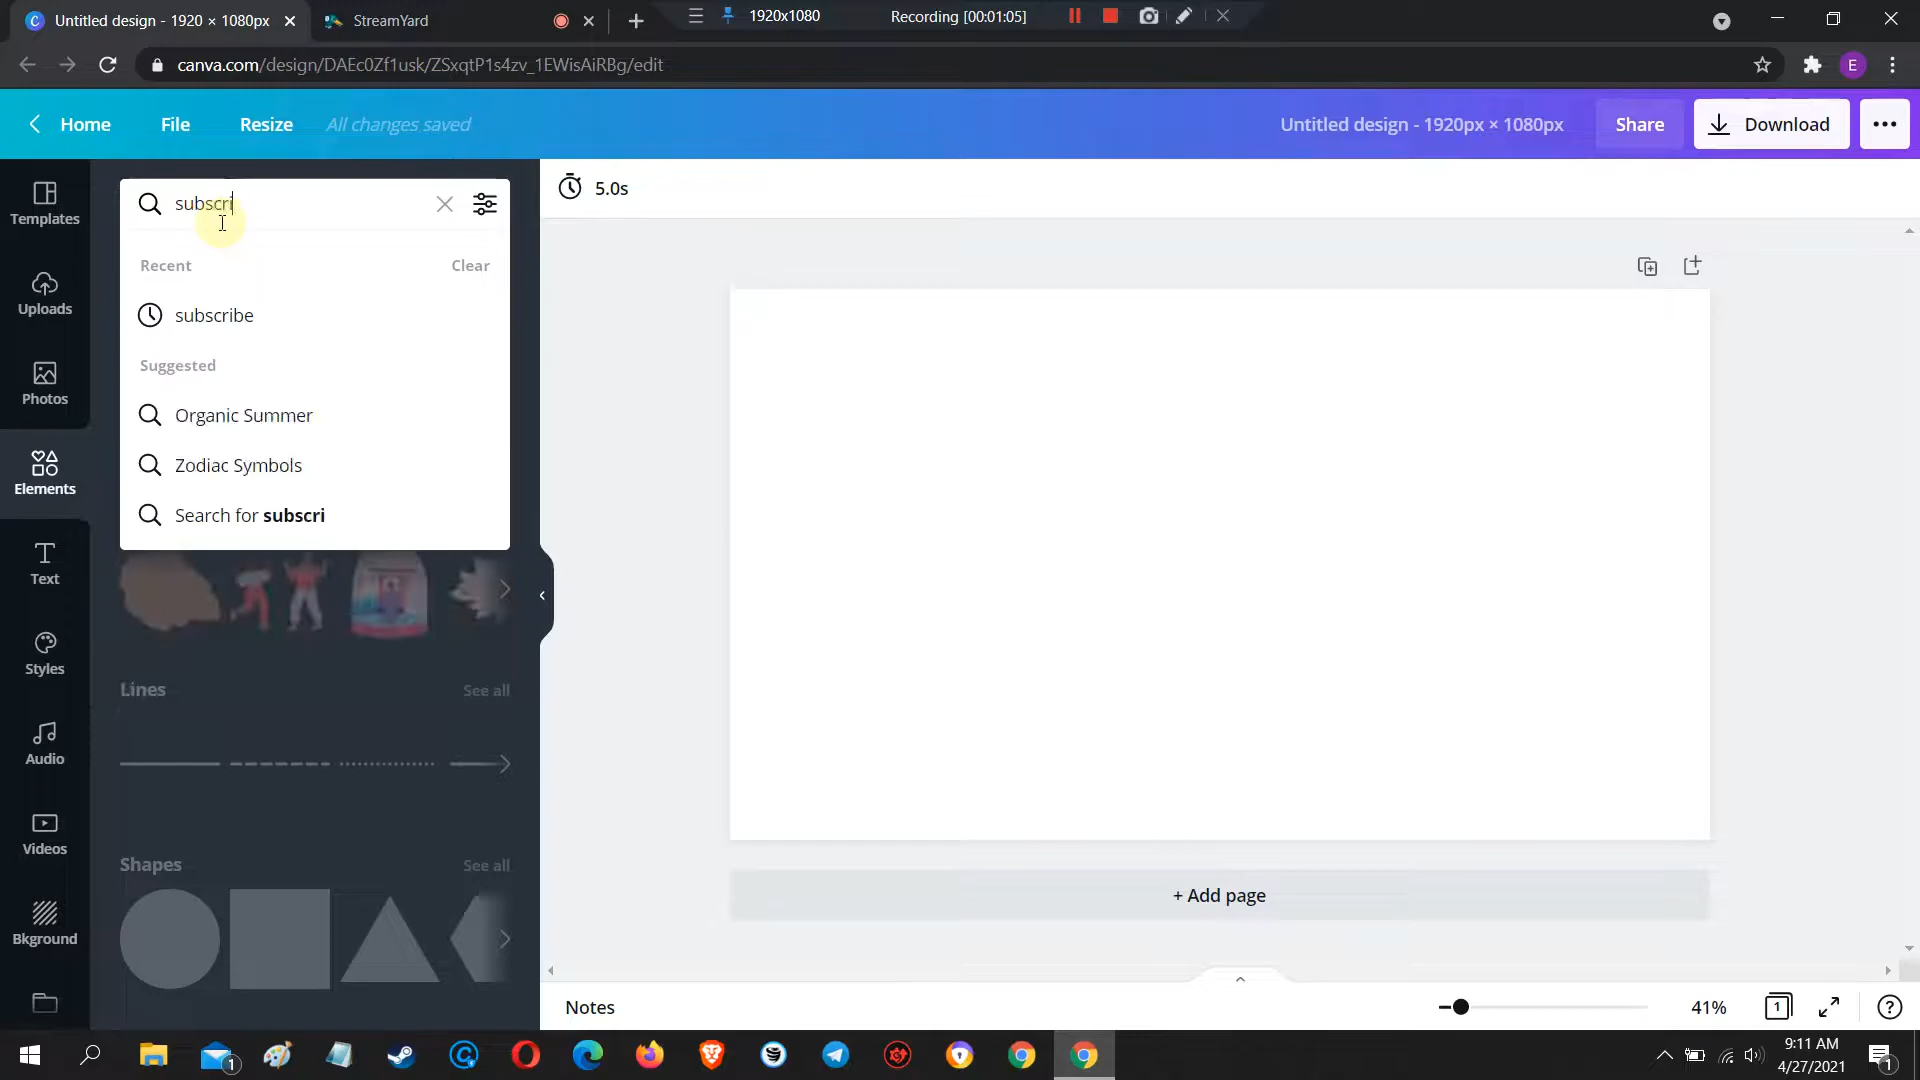 Untitled design - 1920 × 1080px
StreamYard
1920x1080
Recording [00:01:05]
canva.com/design/DAEc0Zf1usk/ZSxqtP1s4zv_1EWisAiRBg/edit
E
Home
File
Resize
All changes saved
Untitled design - 1920px × 1080px
Share
Download
Templates
Uploads
Photos
Elements
Text
Styles
Audio
Videos
Bkground
subscri
Recent
Clear
subscribe
Suggested
Organic Summer
Zodiac Symbols
Search for subscri
Lines
See all
Shapes
See all
5.0s
+ Add page
Notes
41%
1
?
1
9:11 AM
4/27/2021
1